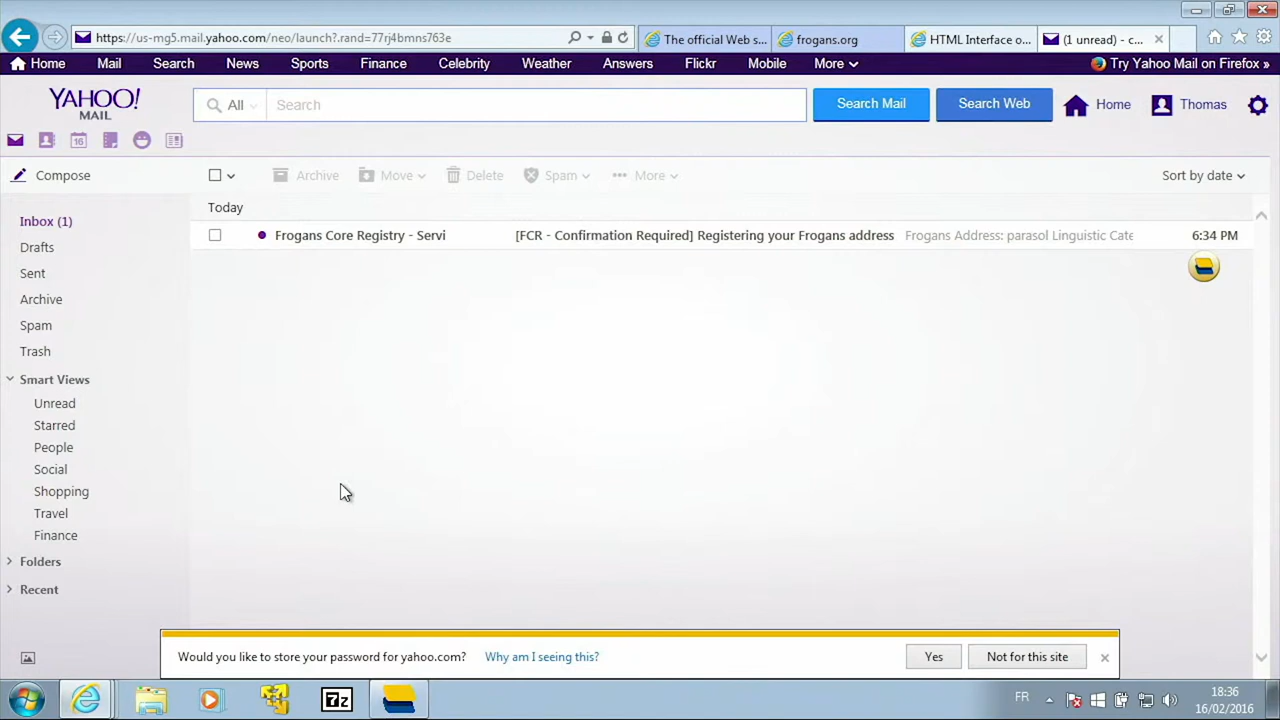 https://us-mg5.mail.yahoo.com/neo/launch?.rand=77rj4bmns763e
The official Web s...
frogans.org
HTML Interface o...
(1 unread) - c...
Home Mail Search News Sports Finance Celebrity Weather Answers Flickr Mobile More Try Yahoo Mail on Firefox »
YAHOO!
MAIL
All Search Search Mail Search Web Home Thomas
16
Compose Archive Move Delete Spam More Sort by date
Today
Inbox (1)
Frogans Core Registry - Servi [FCR - Confirmation Required] Registering your Frogans address Frogans Address: parasol Linguistic Cate 6:34 PM
Drafts
Sent
Archive
Spam
Trash
Smart Views
Unread
Starred
People
Social
Shopping
Travel
Finance
Folders
Recent
Would you like to store your password for yahoo.com? Why am I seeing this? Yes Not for this site
7z
FR
18:36
16/02/2016